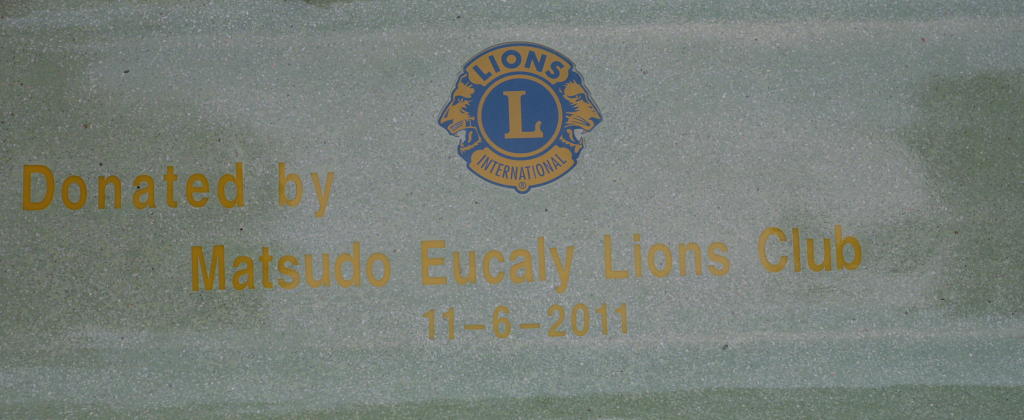 LIONS
L
INTERNATIONAL
®
Donated by
Matsudo Eucaly Lions Club
11-6-2011